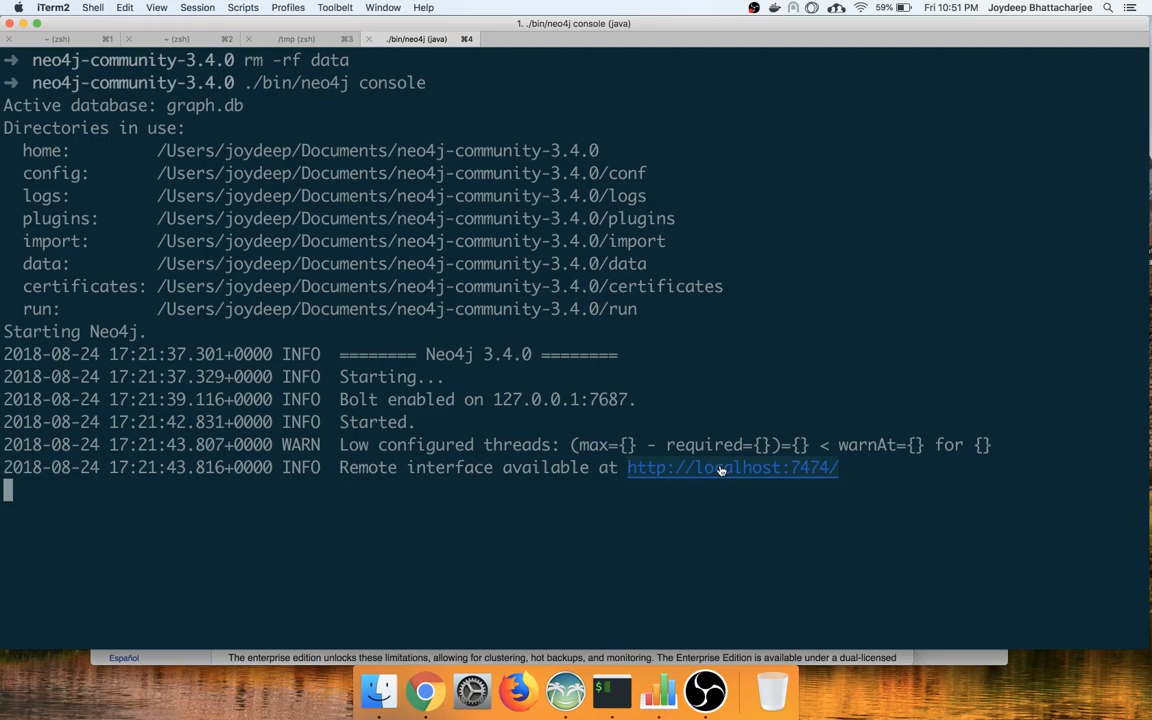 iTerm2 Shell Edit View Session Scripts Profiles Toolbelt Window Help 59% Fri 10:51 PM Joydeep Bhattacharjee
1. ./bin/neo4j console (java)
~ (zsh) ⌘1 ~ (zsh) ⌘2 /tmp (zsh) ⌘3 ./bin/neo4j (java) ⌘4
→ neo4j-community-3.4.0 rm -rf data
→ neo4j-community-3.4.0 ./bin/neo4j console
Active database: graph.db
Directories in use:
home: /Users/joydeep/Documents/neo4j-community-3.4.0
config: /Users/joydeep/Documents/neo4j-community-3.4.0/conf
logs: /Users/joydeep/Documents/neo4j-community-3.4.0/logs
plugins: /Users/joydeep/Documents/neo4j-community-3.4.0/plugins
import: /Users/joydeep/Documents/neo4j-community-3.4.0/import
data: /Users/joydeep/Documents/neo4j-community-3.4.0/data
certificates: /Users/joydeep/Documents/neo4j-community-3.4.0/certificates
run: /Users/joydeep/Documents/neo4j-community-3.4.0/run
Starting Neo4j.
2018-08-24 17:21:37.301+0000 INFO ======== Neo4j 3.4.0 ========
2018-08-24 17:21:37.329+0000 INFO Starting...
2018-08-24 17:21:39.116+0000 INFO Bolt enabled on 127.0.0.1:7687.
2018-08-24 17:21:42.831+0000 INFO Started.
2018-08-24 17:21:43.807+0000 WARN Low configured threads: (max={} - required={})={} < warnAt={} for {}
2018-08-24 17:21:43.816+0000 INFO Remote interface available at http://localhost:7474/
Español The enterprise edition unlocks these limitations, allowing for clustering, hot backups, and monitoring. The Enterprise Edition is available under a dual-licensed